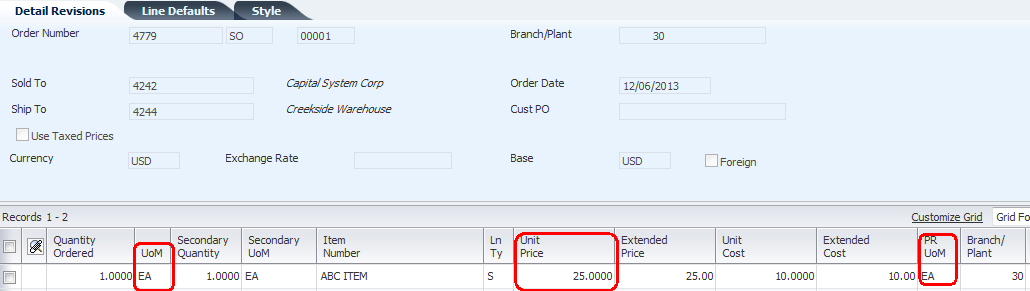 Detail Revisions Line Defaults Style
Order Number 4779 SO 00001 Branch/Plant 30
Sold To 4242 Capital System Corp Order Date 12/06/2013
Ship To 4244 Creekside Warehouse Cust PO
Use Taxed Prices
Currency USD Exchange Rate Base USD Foreign
Records 1 - 2 Customize Grid Grid Fo
Quantity Ordered UoM Secondary Quantity Secondary UoM Item Number Ln Ty Unit Price Extended Price Unit Cost Extended Cost PR UoM Branch/ Plant
1.0000 EA 1.0000 EA ABC ITEM S 25.0000 25.00 10.0000 10.00 EA 30